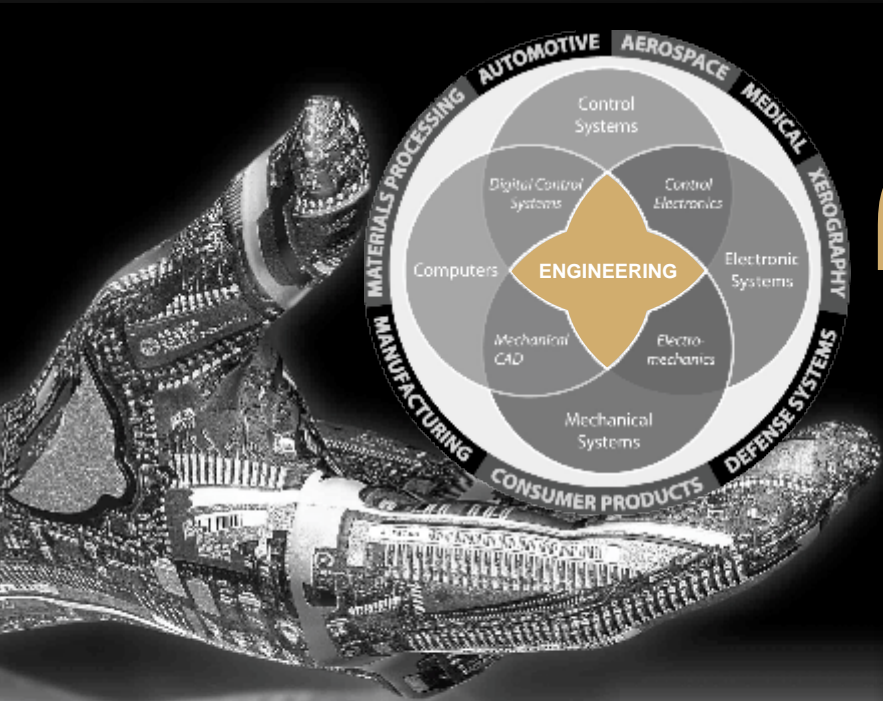 AUTOMOTIVE
AEROSPACE
MEDICAL
XEROGRAPHY
DEFENSE SYSTEMS
CONSUMER PRODUCTS
MANUFACTURING
MATERIALS PROCESSING
Control
Systems
Digital Control
Systems
Control
Electronics
Computers
ENGINEERING
Electronic
Systems
Mechanical
CAD
Electro-
mechanics
Mechanical
Systems